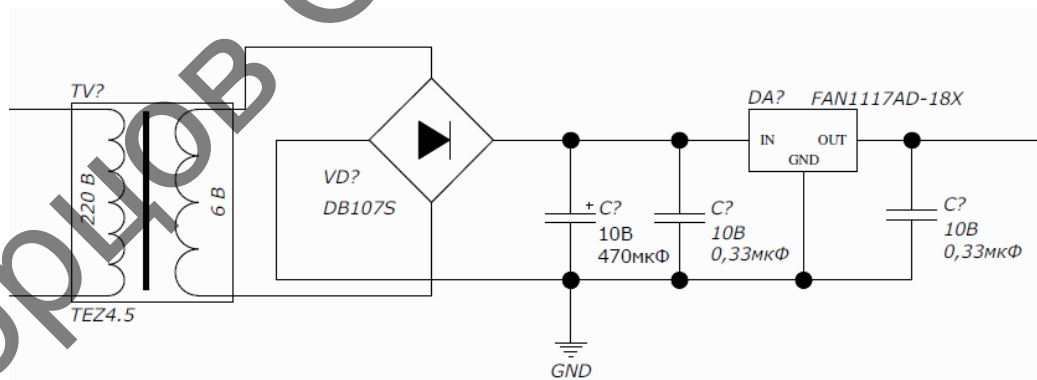 TV?
220 В
6 В
TEZ4.5
VD?
DB107S
+ C?
10В
470мкФ
C?
10В
0,33мкФ
DA? FAN1117AD-18X
IN OUT
GND
C?
10В
0,33мкФ
GND